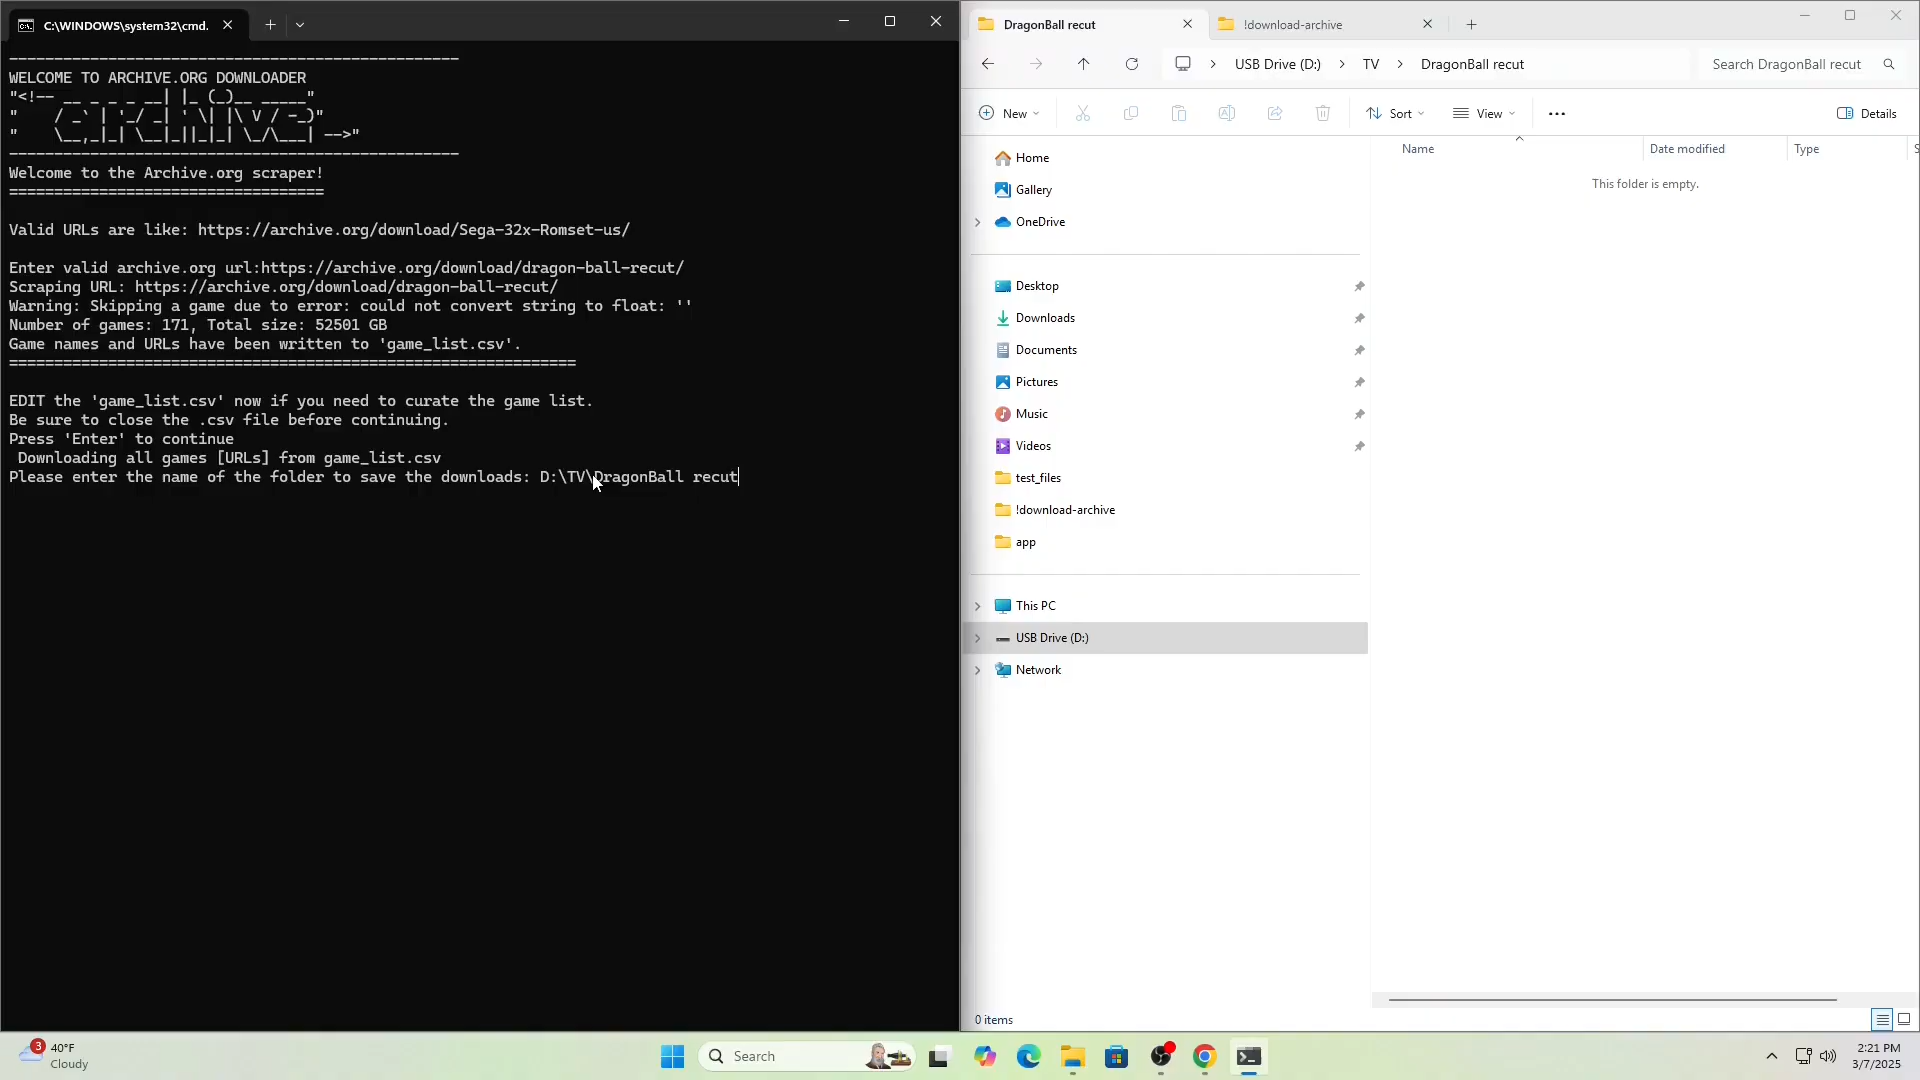 C:\WINDOWS\system32\cmd.
-----------------------------------------------
WELCOME TO ARCHIVE.ORG DOWNLOADER
"<!-- __ _ _ _ __| |_ (_)__ _____"
"    / _` | '_/ _| ' \| |\ V / -_)"
"    \__,_|_| \__|_||_|_| \_/\___| -->"
-----------------------------------------------
Welcome to the Archive.org scraper!
===================================
Valid URLs are like: https://archive.org/download/Sega-32x-Romset-us/
Enter valid archive.org url:https://archive.org/download/dragon-ball-recut/
Scraping URL: https://archive.org/download/dragon-ball-recut/
Warning: Skipping a game due to error: could not convert string to float: ''
Number of games: 171, Total size: 52501 GB
Game names and URLs have been written to 'game_list.csv'.
===============================================================
EDIT the 'game_list.csv' now if you need to curate the game list.
Be sure to close the .csv file before continuing.
Press 'Enter' to continue
Downloading all games [URLs] from game_list.csv
Please enter the name of the folder to save the downloads: D:\TV\DragonBall recut
DragonBall recut
!download-archive
USB Drive (D:) > TV > DragonBall recut
Search DragonBall recut
New
Sort
View
Details
Home
Gallery
OneDrive
Desktop
Downloads
Documents
Pictures
Music
Videos
test_files
!download-archive
app
This PC
USB Drive (D:)
Network
Name
Date modified
Type
S
This folder is empty.
0 items
3
40°F
Cloudy
Search
2:21 PM
3/7/2025